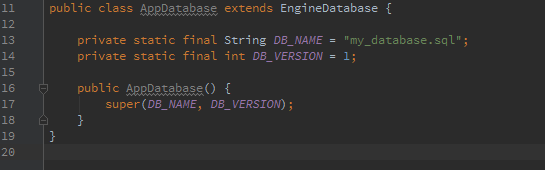 11 public class AppDatabase extends EngineDatabase {
12
13 private static final String DB_NAME = "my_database.sql";
14 private static final int DB_VERSION = 1;
15
16 public AppDatabase() {
17 super(DB_NAME, DB_VERSION);
18 }
19 }
20